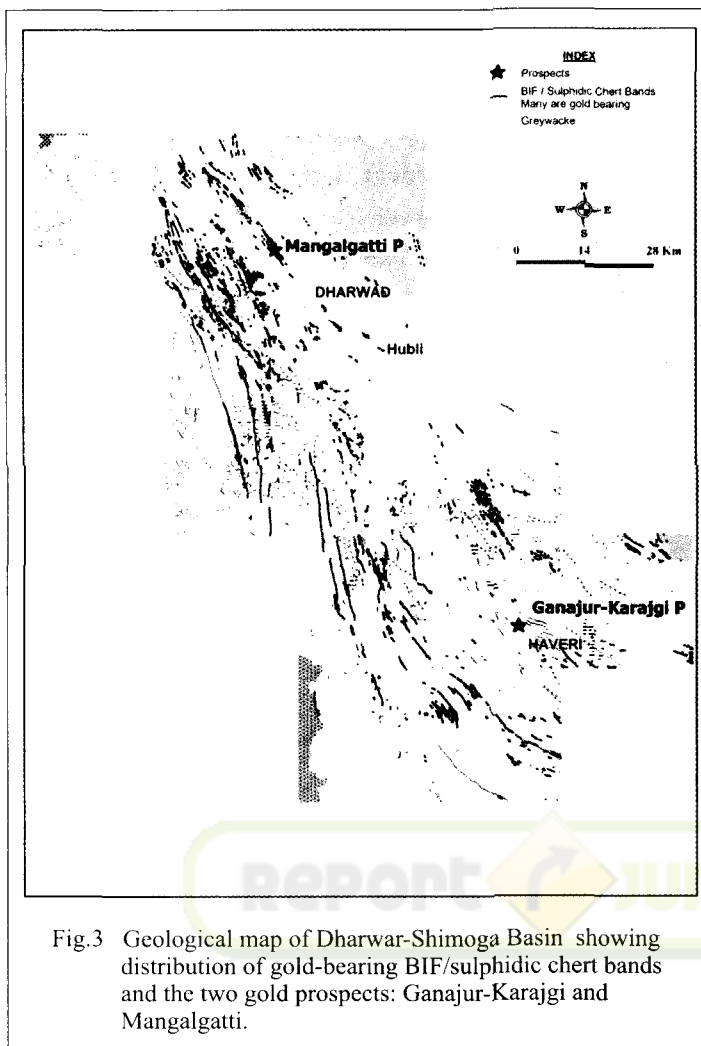 INDEX
Prospects
BIF / Sulphidic Chert Bands
Many are gold bearing
Greywacke
N
W E
S
0 14 28 Km
Mangalgatti P
DHARWAD
Hubli
Ganajur-Karajgi P
HAVERI
RePort JUN
Fig.3 Geological map of Dharwar-Shimoga Basin showing
distribution of gold-bearing BIF/sulphidic chert bands
and the two gold prospects: Ganajur-Karajgi and
Mangalgatti.